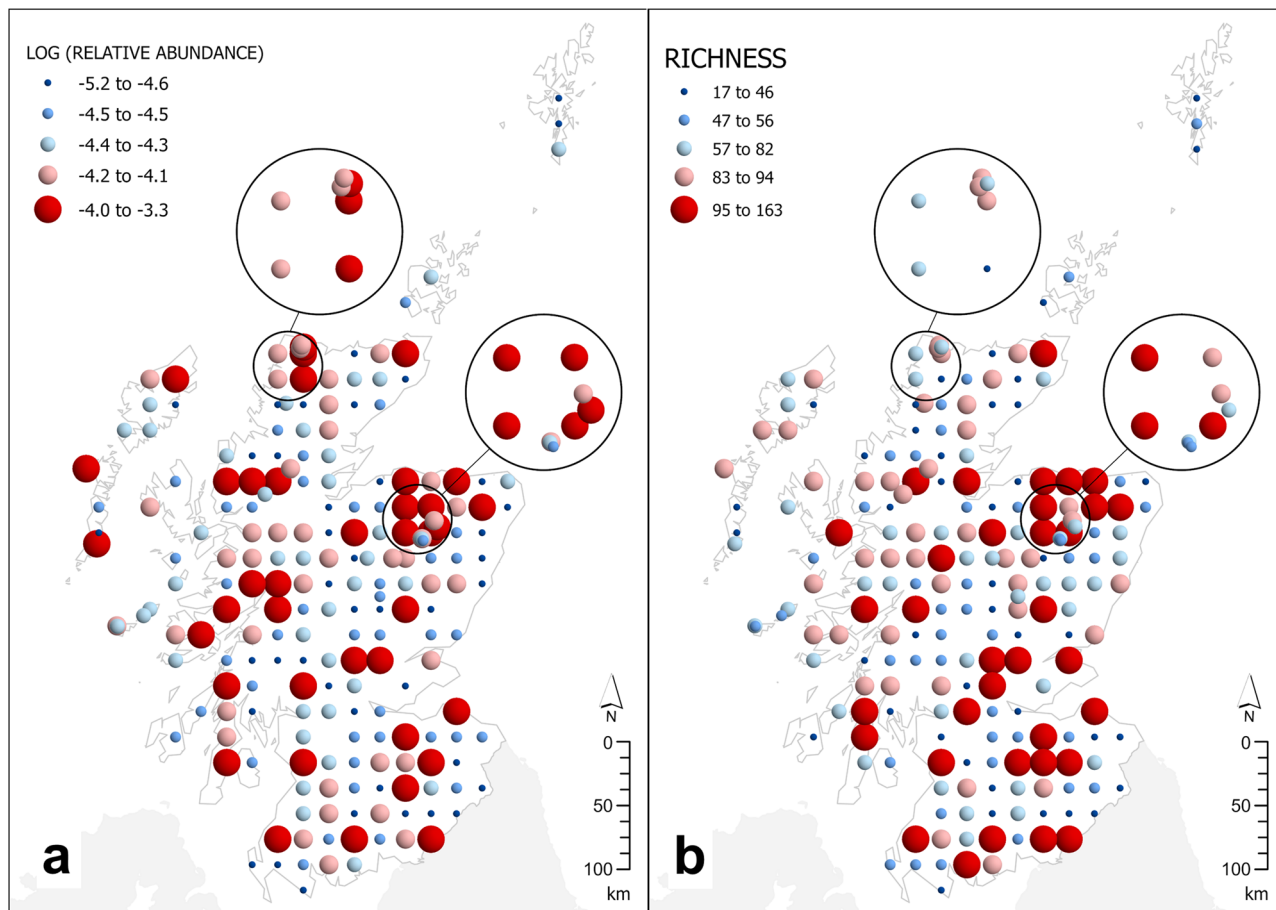 LOG (RELATIVE ABUNDANCE)
-5.2 to -4.6
-4.5 to -4.5
-4.4 to -4.3
-4.2 to -4.1
-4.0 to -3.3
N
0
50
100
km
a
RICHNESS
17 to 46
47 to 56
57 to 82
83 to 94
95 to 163
N
0
50
100
km
b